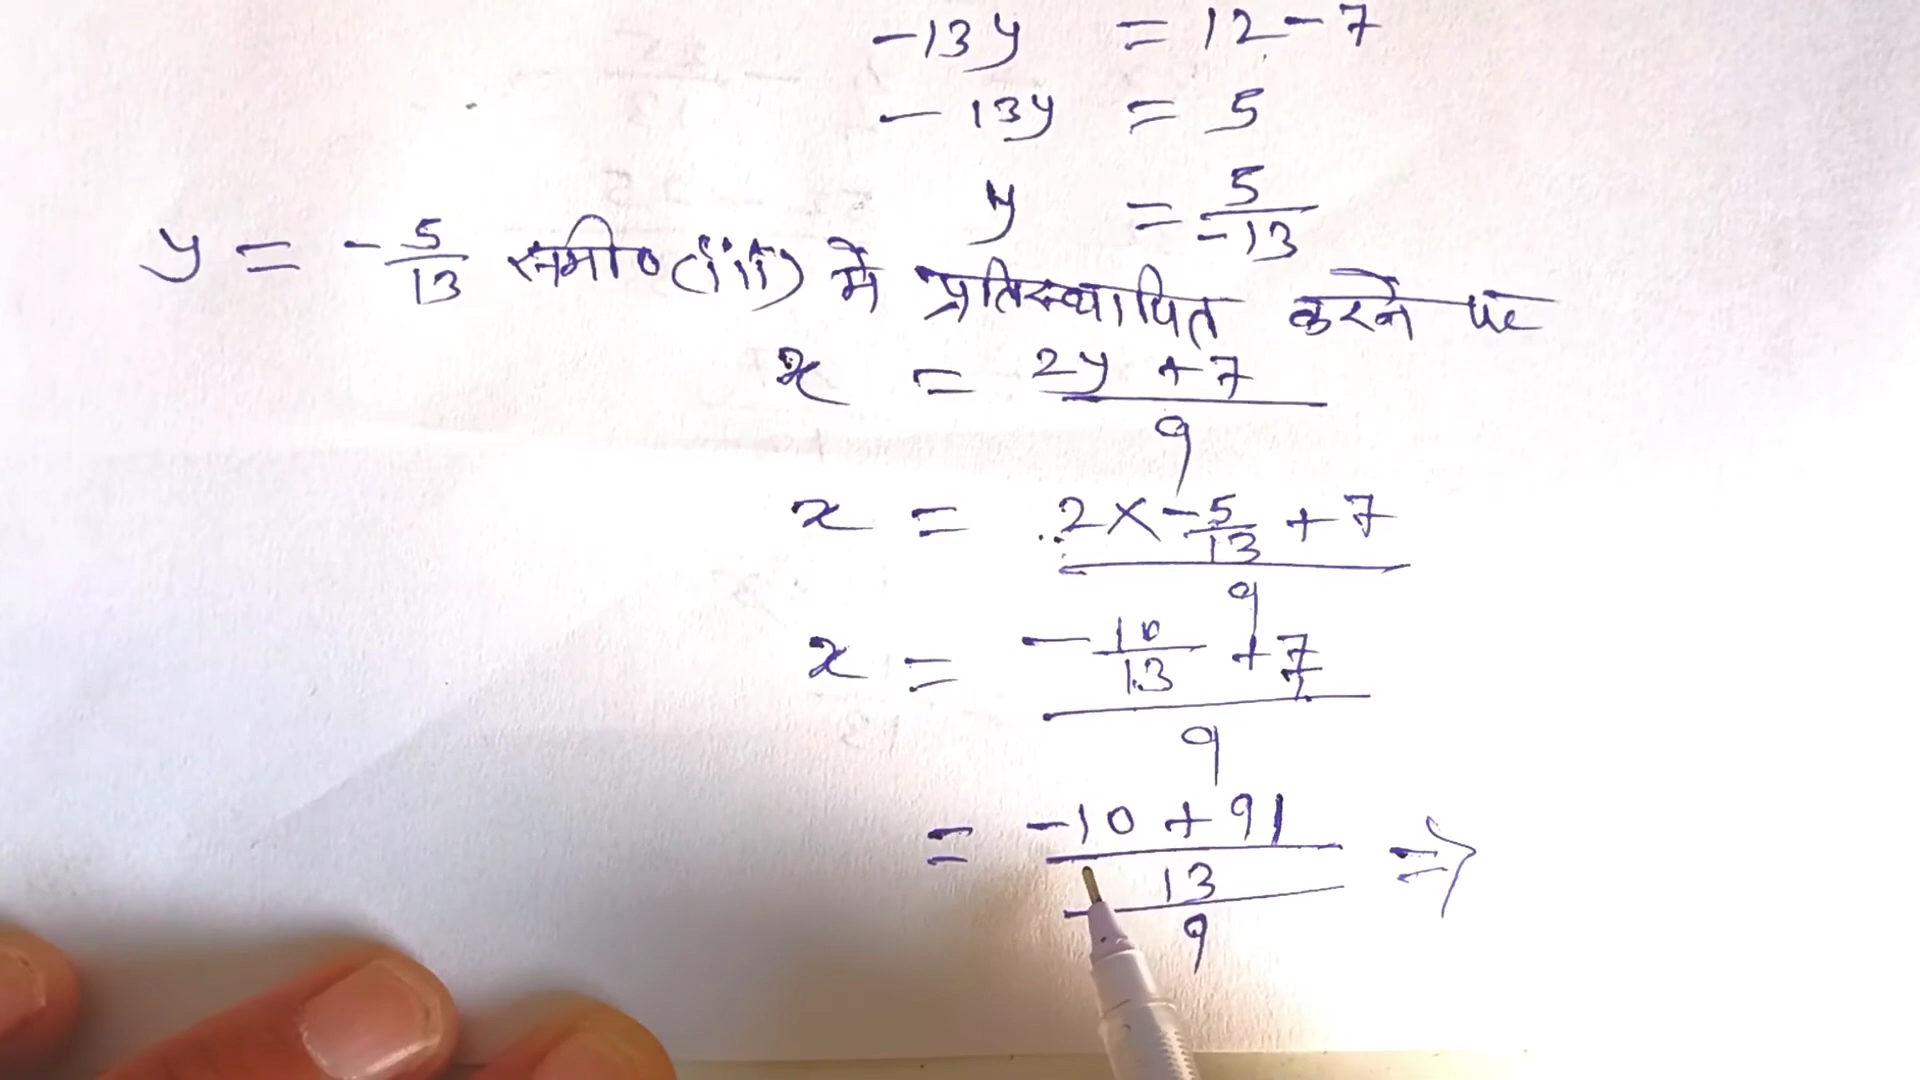 -13y = 12-7
-13y = 5
y = 5/-13
y = -5/13 समी० (iii) में प्रतिस्थापित करने पर
x = (2y+7)/9
x = (2×-5/13+7)/9
x = (-10/13+7/1)/9
= ((-10+91)/13)/9 ⇒